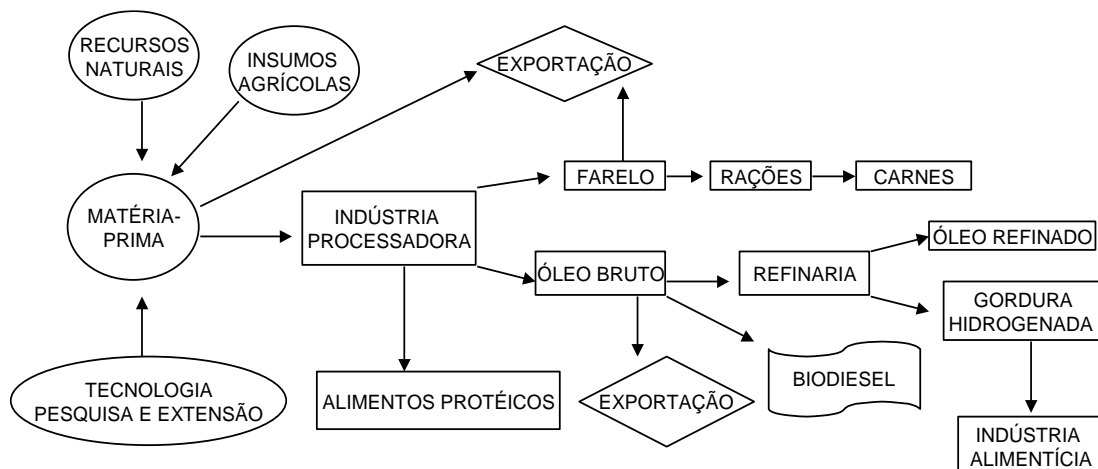 RECURSOS
NATURAIS
INSUMOS
AGRÍCOLAS
EXPORTAÇÃO
FARELO
RAÇÕES
CARNES
MATÉRIA-
PRIMA
INDÚSTRIA
PROCESSADORA
ÓLEO REFINADO
ÓLEO BRUTO
REFINARIA
GORDURA
HIDROGENADA
TECNOLOGIA
PESQUISA E EXTENSÃO
ALIMENTOS PROTÉICOS
EXPORTAÇÃO
BIODIESEL
INDÚSTRIA
ALIMENTÍCIA